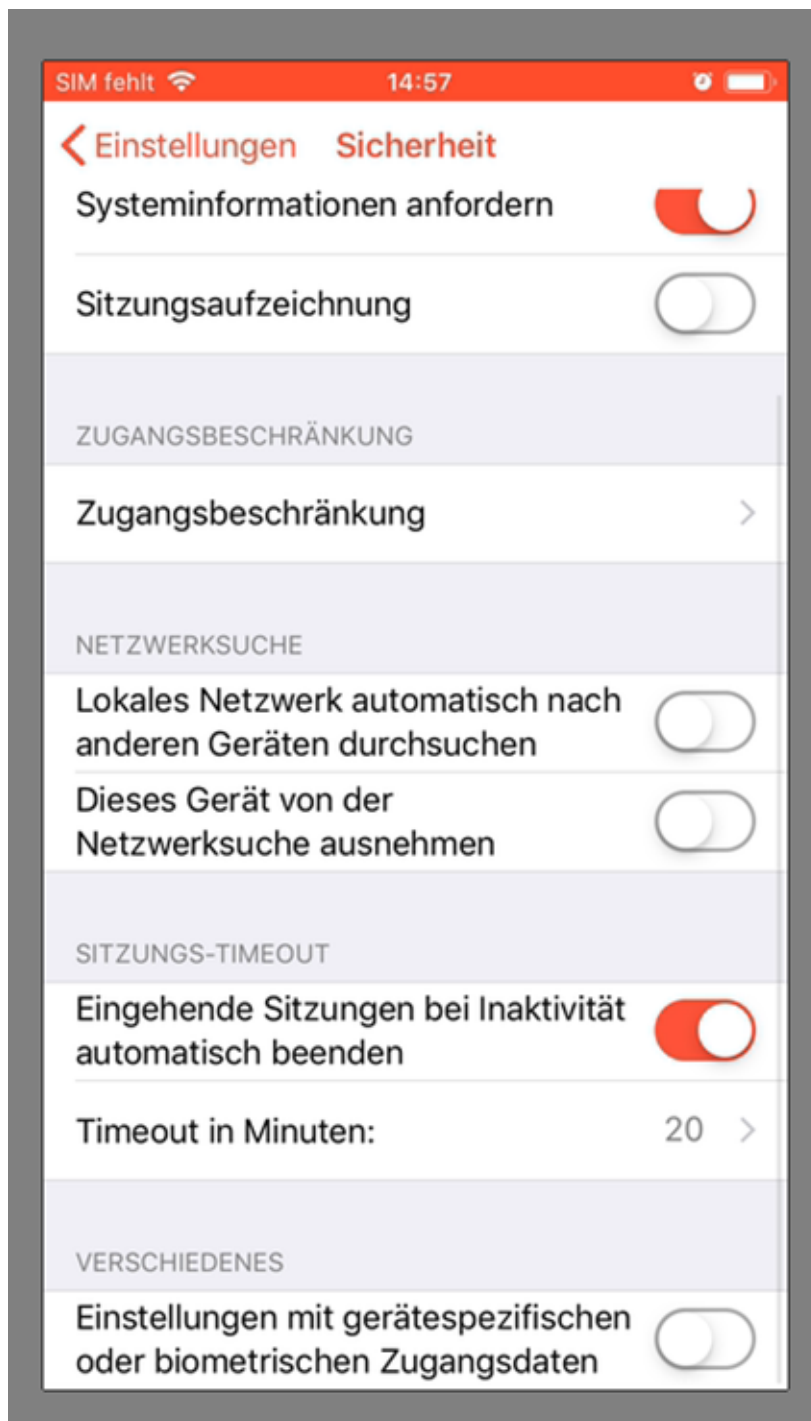 SIM fehlt 14:57
Einstellungen Sicherheit
Systeminformationen anfordern
Sitzungsaufzeichnung
ZUGANGSBESCHRÄNKUNG
Zugangsbeschränkung
NETZWERKSUCHE
Lokales Netzwerk automatisch nach
anderen Geräten durchsuchen
Dieses Gerät von der
Netzwerksuche ausnehmen
SITZUNGS-TIMEOUT
Eingehende Sitzungen bei Inaktivität
automatisch beenden
Timeout in Minuten: 20
VERSCHIEDENES
Einstellungen mit gerätespezifischen
oder biometrischen Zugangsdaten